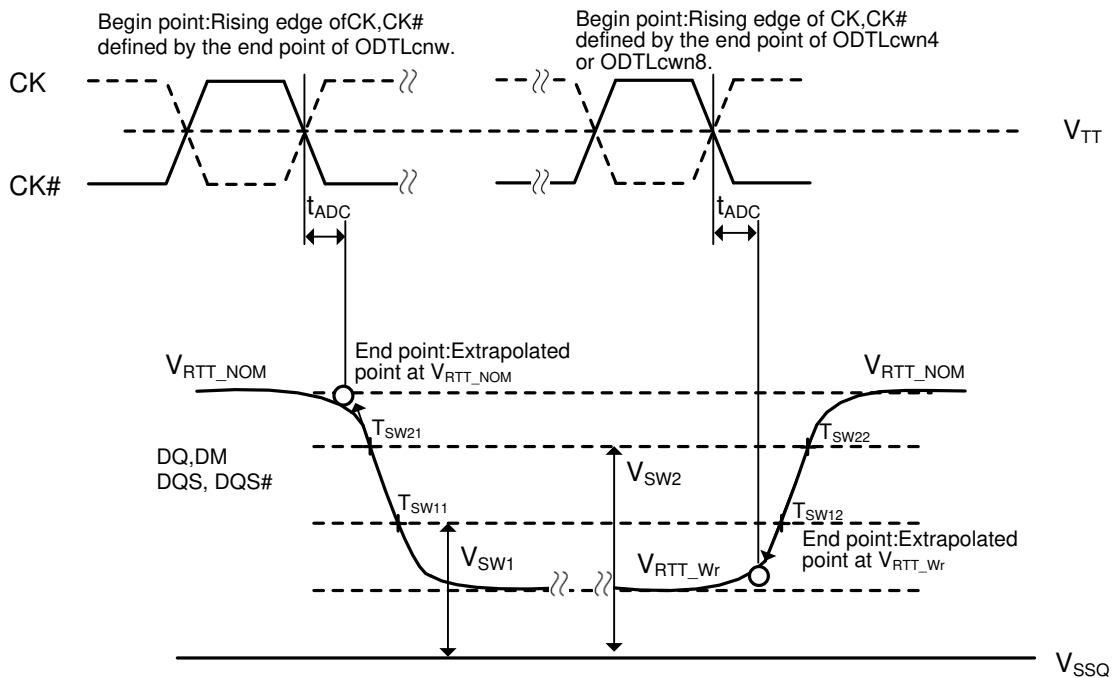 Begin point:Rising edge ofCK,CK#
defined by the end point of ODTLcnw.
Begin point:Rising edge of CK,CK#
defined by the end point of ODTLcwn4
or ODTLcwn8.
CK
VTT
CK#
tADC
tADC
End point:Extrapolated
point at VRTT_NOM
VRTT_NOM
VRTT_NOM
TSW21
TSW22
DQ,DM
DQS, DQS#
VSW2
TSW11
TSW12
End point:Extrapolated
point at VRTT_Wr
VSW1
VRTT_Wr
VSSQ